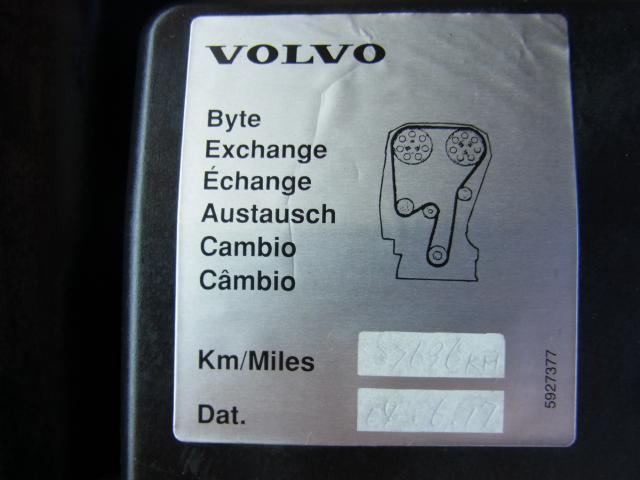 VOLVO
Byte
Exchange
Échange
Austausch
Cambio
Câmbio
Km/Miles
Dat.
5927377